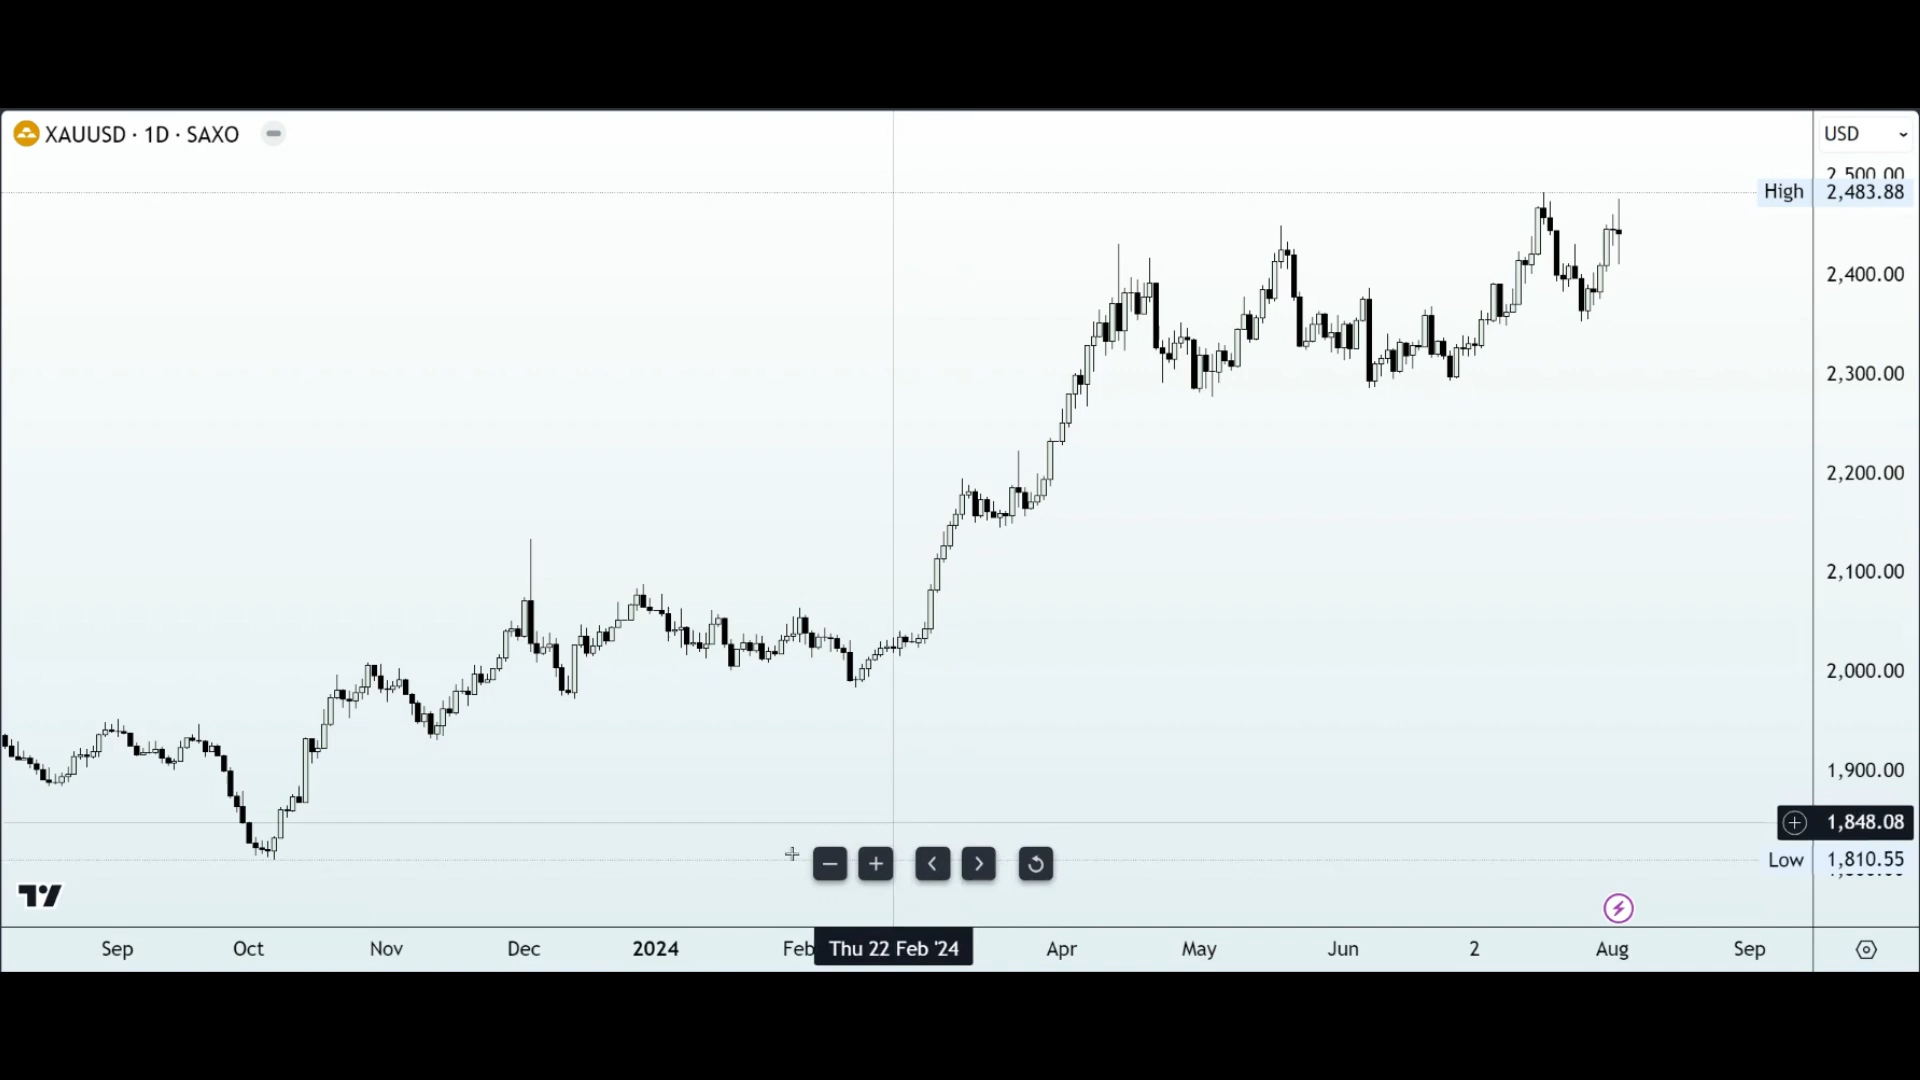 XAUUSD · 1D · SAXO
USD
2,500.00
High 2,483.88
2,400.00
2,300.00
2,200.00
2,100.00
2,000.00
1,900.00
1,848.08
Low 1,810.55
Sep Oct Nov Dec 2024 Feb Thu 22 Feb '24 Apr May Jun 2 Aug Sep